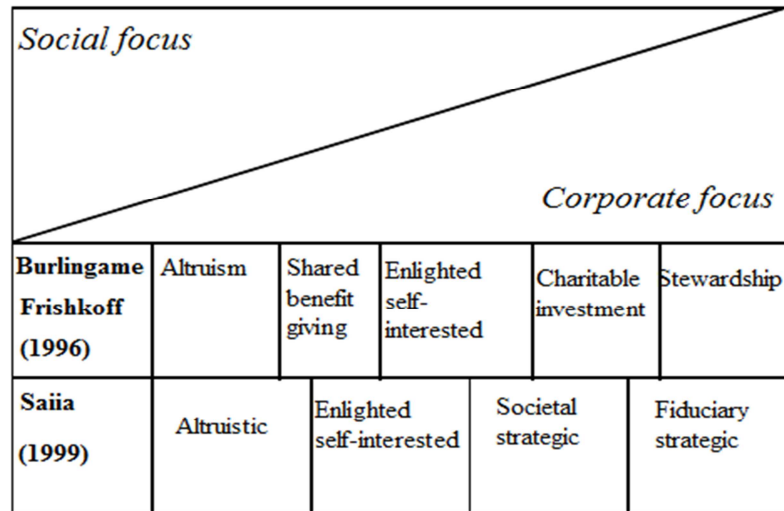 Social focus
Corporate focus
Burlingame
Frishkoff
(1996)
Altruism
Shared
benefit
giving
Enlighted
self-
interested
Charitable
investment
Stewardship
Saiia
(1999)
Altruistic
Enlighted
self-interested
Societal
strategic
Fiduciary
strategic